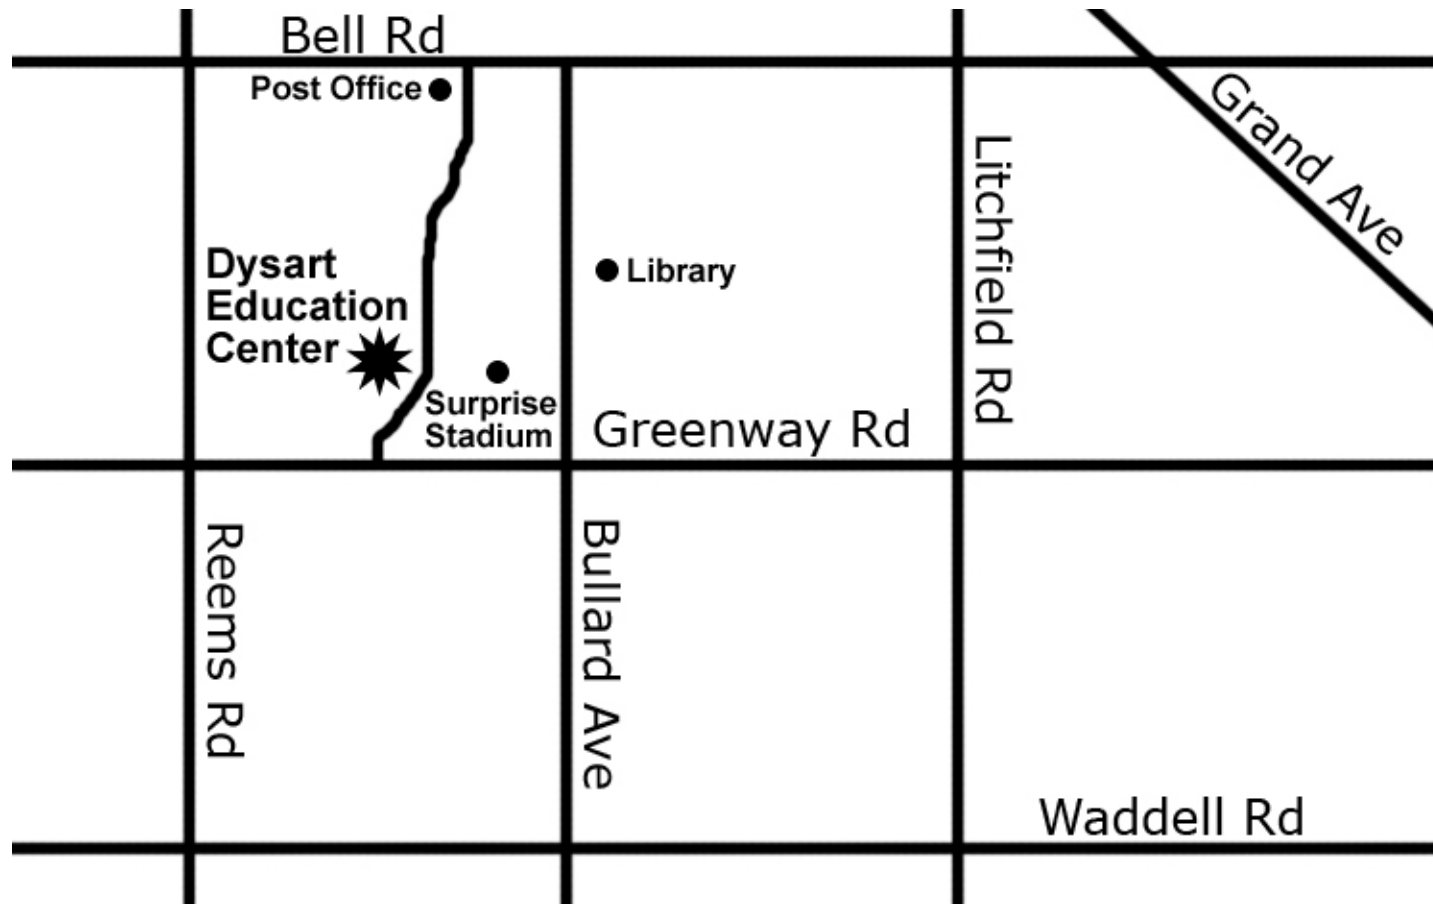 Bell Rd
Post Office
Grand Ave
Litchfield Rd
Dysart
Education
Center
Library
Surprise
Stadium
Greenway Rd
Reems Rd
Bullard Ave
Waddell Rd